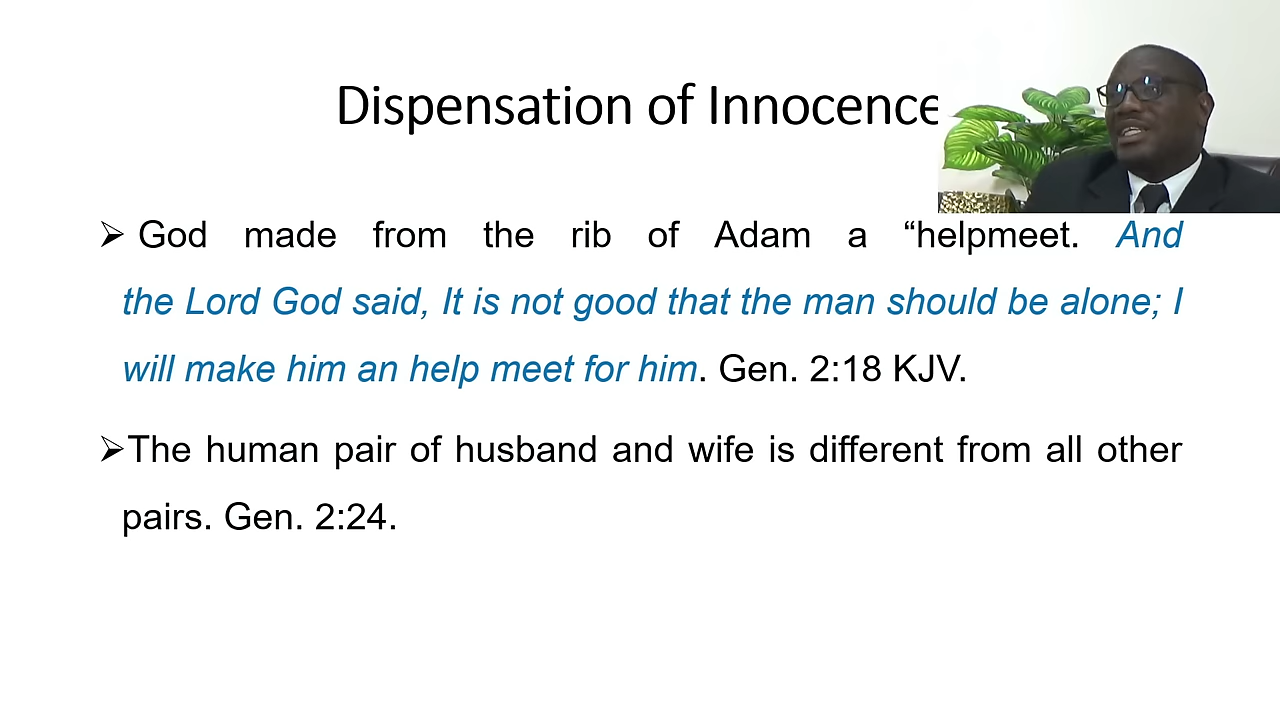 Dispensation of Innocence
➢ God made from the rib of Adam a “helpmeet. And
the Lord God said, It is not good that the man should be alone; I
will make him an help meet for him. Gen. 2:18 KJV.
➢The human pair of husband and wife is different from all other
pairs. Gen. 2:24.